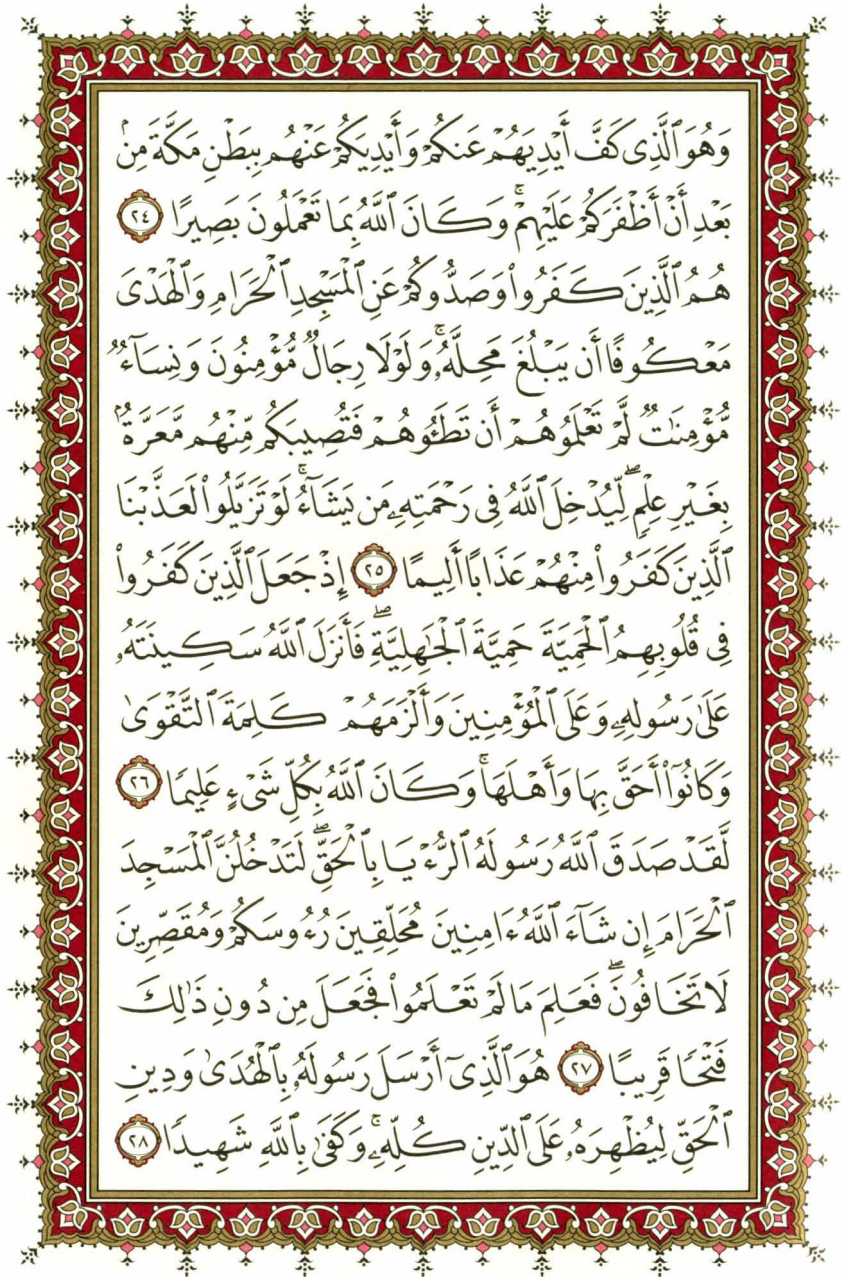 وَهُوَ ٱلَّذِى كَفَّ أَيْدِيَهُمْ عَنكُمْ وَأَيْدِيَكُمْ عَنْهُم بِبَطْنِ مَكَّةَ مِنۢ
بَعْدِ أَنْ أَظْفَرَكُمْ عَلَيْهِمْ ۚ وَكَانَ ٱللَّهُ بِمَا تَعْمَلُونَ بَصِيرًا ٢٤
هُمُ ٱلَّذِينَ كَفَرُوا۟ وَصَدُّوكُمْ عَنِ ٱلْمَسْجِدِ ٱلْحَرَامِ وَٱلْهَدْىَ
مَعْكُوفًا أَن يَبْلُغَ مَحِلَّهُۥ ۚ وَلَوْلَا رِجَالٌ مُّؤْمِنُونَ وَنِسَآءٌ
مُّؤْمِنَـٰتٌ لَّمْ تَعْلَمُوهُمْ أَن تَطَـُٔوهُمْ فَتُصِيبَكُم مِّنْهُم مَّعَرَّةٌۢ
بِغَيْرِ عِلْمٍ ۖ لِّيُدْخِلَ ٱللَّهُ فِى رَحْمَتِهِۦ مَن يَشَآءُ ۚ لَوْ تَزَيَّلُوا۟ لَعَذَّبْنَا
ٱلَّذِينَ كَفَرُوا۟ مِنْهُمْ عَذَابًا أَلِيمًا ٢٥ إِذْ جَعَلَ ٱلَّذِينَ كَفَرُوا۟
فِى قُلُوبِهِمُ ٱلْحَمِيَّةَ حَمِيَّةَ ٱلْجَـٰهِلِيَّةِ ۖ فَأَنزَلَ ٱللَّهُ سَكِينَتَهُۥ
عَلَىٰ رَسُولِهِۦ وَعَلَى ٱلْمُؤْمِنِينَ وَأَلْزَمَهُمْ كَلِمَةَ ٱلتَّقْوَىٰ
وَكَانُوٓا۟ أَحَقَّ بِهَا وَأَهْلَهَا ۚ وَكَانَ ٱللَّهُ بِكُلِّ شَىْءٍ عَلِيمًا ٢٦
لَّقَدْ صَدَقَ ٱللَّهُ رَسُولَهُ ٱلرُّءْيَا بِٱلْحَقِّ ۖ لَتَدْخُلُنَّ ٱلْمَسْجِدَ
ٱلْحَرَامَ إِن شَآءَ ٱللَّهُ ءَامِنِينَ مُحَلِّقِينَ رُءُوسَكُمْ وَمُقَصِّرِينَ
لَا تَخَافُونَ ۖ فَعَلِمَ مَا لَمْ تَعْلَمُوا۟ فَجَعَلَ مِن دُونِ ذَٰلِكَ
فَتْحًا قَرِيبًا ٢٧ هُوَ ٱلَّذِىٓ أَرْسَلَ رَسُولَهُۥ بِٱلْهُدَىٰ وَدِينِ
ٱلْحَقِّ لِيُظْهِرَهُۥ عَلَى ٱلدِّينِ كُلِّهِۦ ۚ وَكَفَىٰ بِٱللَّهِ شَهِيدًا ٢٨